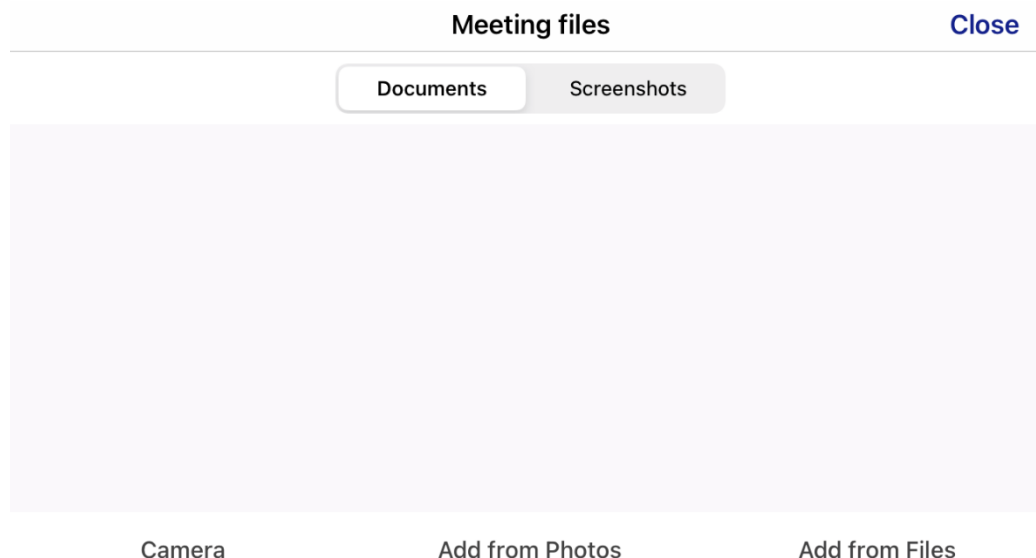 Meeting files Close
Documents Screenshots
Camera Add from Photos Add from Files